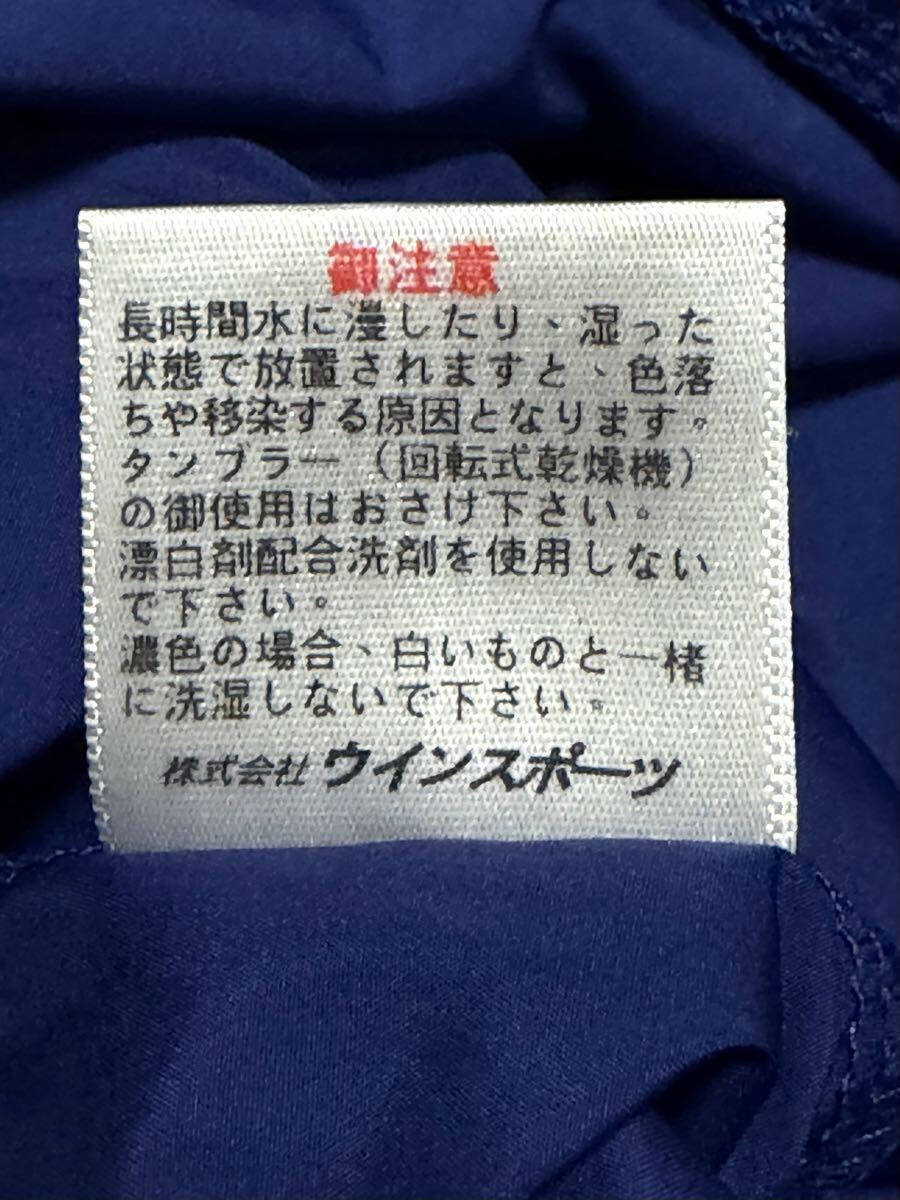 御注意
長時間水に漫したり、湿った
状態で放置されますと、色落
ちや移染する原因となります。
タンブラー（回転式乾燥機）
の御使用はおさけ下さい。
漂白剤配合洗剤を使用しない
で下さい。
濃色の場合、白いものと一楮
に洗湿しないで下さい。
株式会社 ウインスポーツ